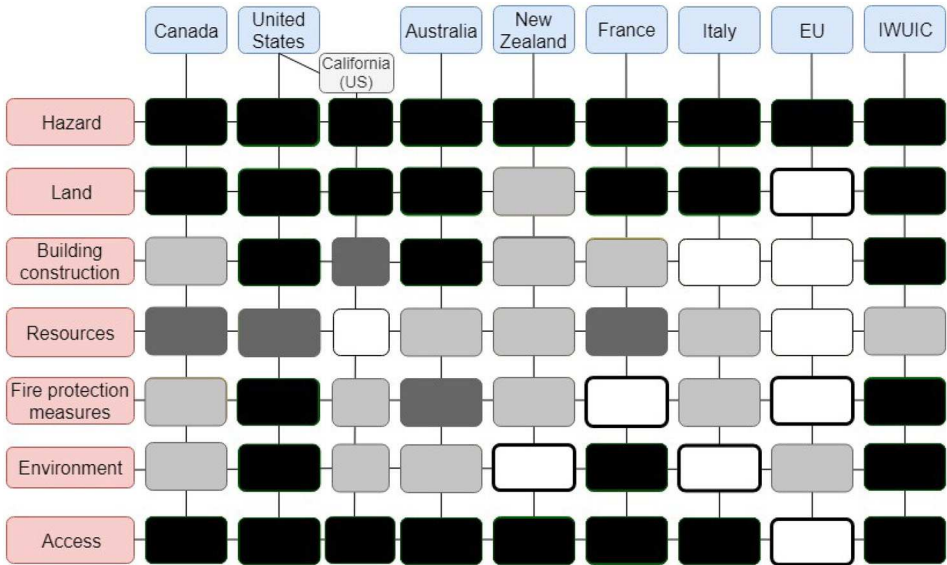 Canada
United
States
Australia
New
Zealand
France
Italy
EU
IWUIC
California
(US)
Hazard
Land
Building
construction
Resources
Fire protection
measures
Environment
Access